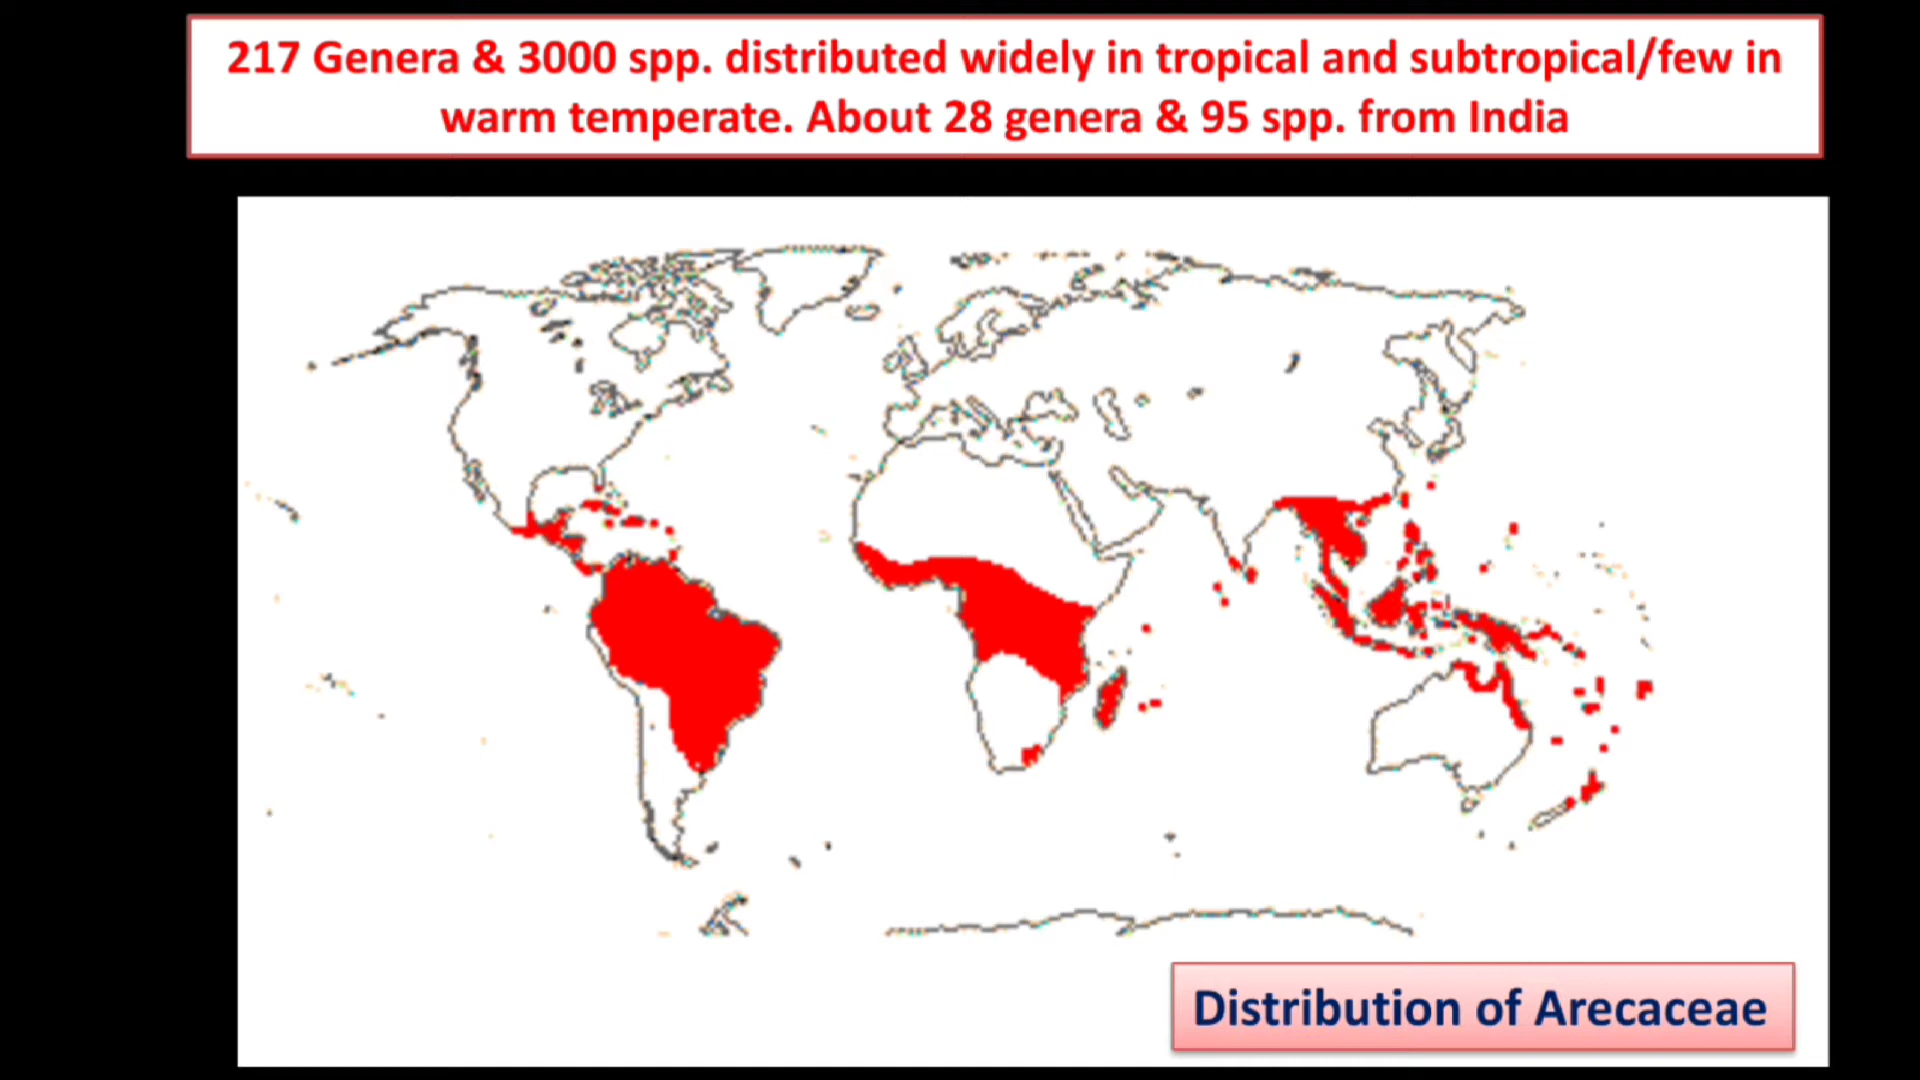 217 Genera & 3000 spp. distributed widely in tropical and subtropical/few in
warm temperate. About 28 genera & 95 spp. from India
Distribution of Arecaceae